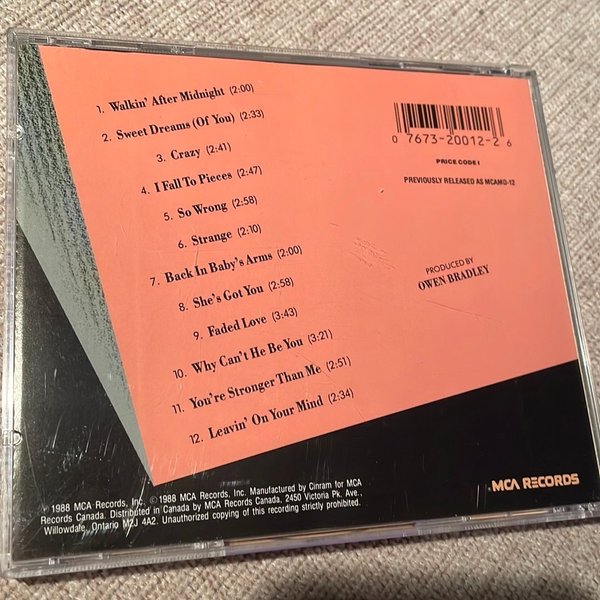 1. Walkin' After Midnight (2:00)
2. Sweet Dreams (Of You) (2:33)
3. Crazy (2:41)
4. I Fall To Pieces (2:47)
5. So Wrong (2:58)
6. Strange (2:10)
7. Back In Baby's Arms (2:00)
8. She's Got You (2:58)
9. Faded Love (3:43)
10. Why Can't He Be You (3:21)
11. You're Stronger Than Me (2:51)
12. Leavin' On Your Mind (2:34)
0 7673-20012-2 6
PRICE CODE I
PREVIOUSLY RELEASED AS MCAMD-12
PRODUCED BY
OWEN BRADLEY
℗ 1988 MCA Records, Inc. © 1988 MCA Records, Inc. Manufactured by Cinram for MCA
Records Canada. Distributed in Canada by MCA Records Canada, 2450 Victoria Pk. Ave.,
Willowdale, Ontario M2J 4A2. Unauthorized copying of this recording strictly prohibited.
MCA RECORDS